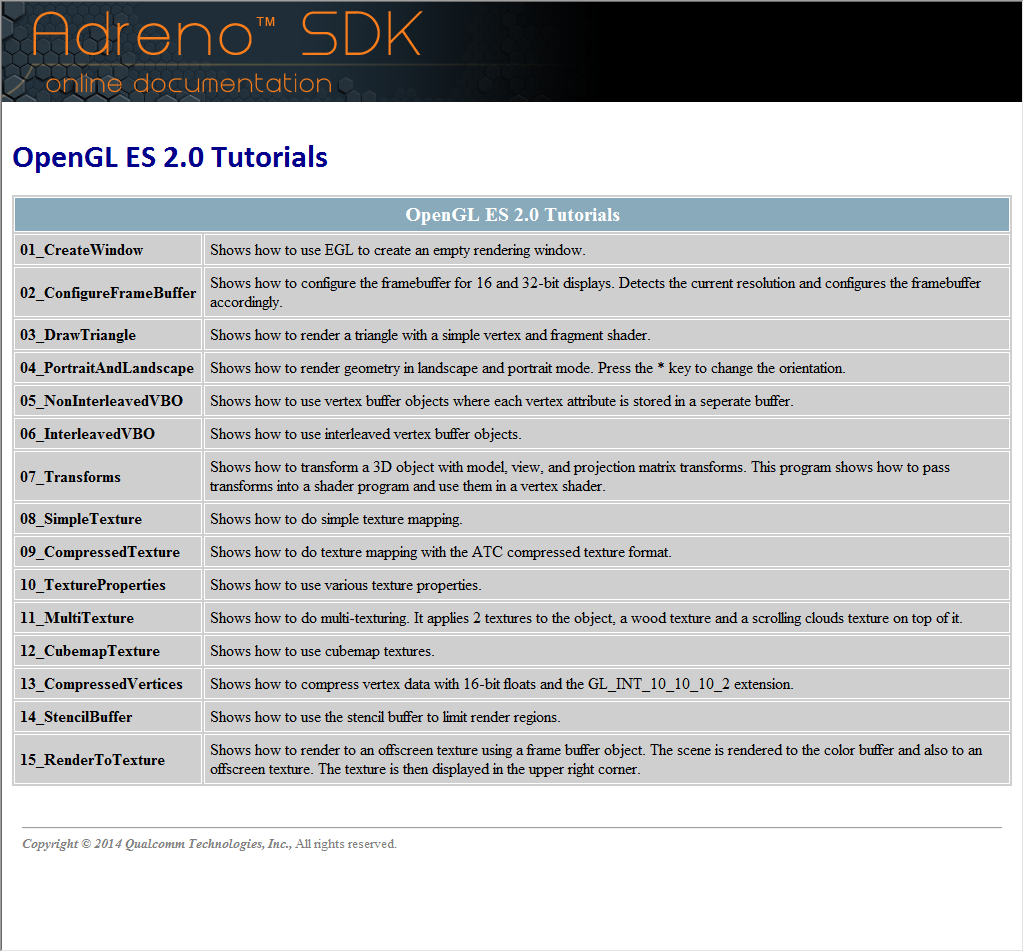 Adreno™ SDK
online documentation
OpenGL ES 2.0 Tutorials
OpenGL ES 2.0 Tutorials
01_CreateWindow
Shows how to use EGL to create an empty rendering window.
02_ConfigureFrameBuffer
Shows how to configure the framebuffer for 16 and 32-bit displays. Detects the current resolution and configures the framebuffer
accordingly.
03_DrawTriangle
Shows how to render a triangle with a simple vertex and fragment shader.
04_PortraitAndLandscape
Shows how to render geometry in landscape and portrait mode. Press the * key to change the orientation.
05_NonInterleavedVBO
Shows how to use vertex buffer objects where each vertex attribute is stored in a seperate buffer.
06_InterleavedVBO
Shows how to use interleaved vertex buffer objects.
07_Transforms
Shows how to transform a 3D object with model, view, and projection matrix transforms. This program shows how to pass
transforms into a shader program and use them in a vertex shader.
08_SimpleTexture
Shows how to do simple texture mapping.
09_CompressedTexture
Shows how to do texture mapping with the ATC compressed texture format.
10_TextureProperties
Shows how to use various texture properties.
11_MultiTexture
Shows how to do multi-texturing. It applies 2 textures to the object, a wood texture and a scrolling clouds texture on top of it.
12_CubemapTexture
Shows how to use cubemap textures.
13_CompressedVertices
Shows how to compress vertex data with 16-bit floats and the GL_INT_10_10_10_2 extension.
14_StencilBuffer
Shows how to use the stencil buffer to limit render regions.
15_RenderToTexture
Shows how to render to an offscreen texture using a frame buffer object. The scene is rendered to the color buffer and also to an
offscreen texture. The texture is then displayed in the upper right corner.
Copyright © 2014 Qualcomm Technologies, Inc., All rights reserved.